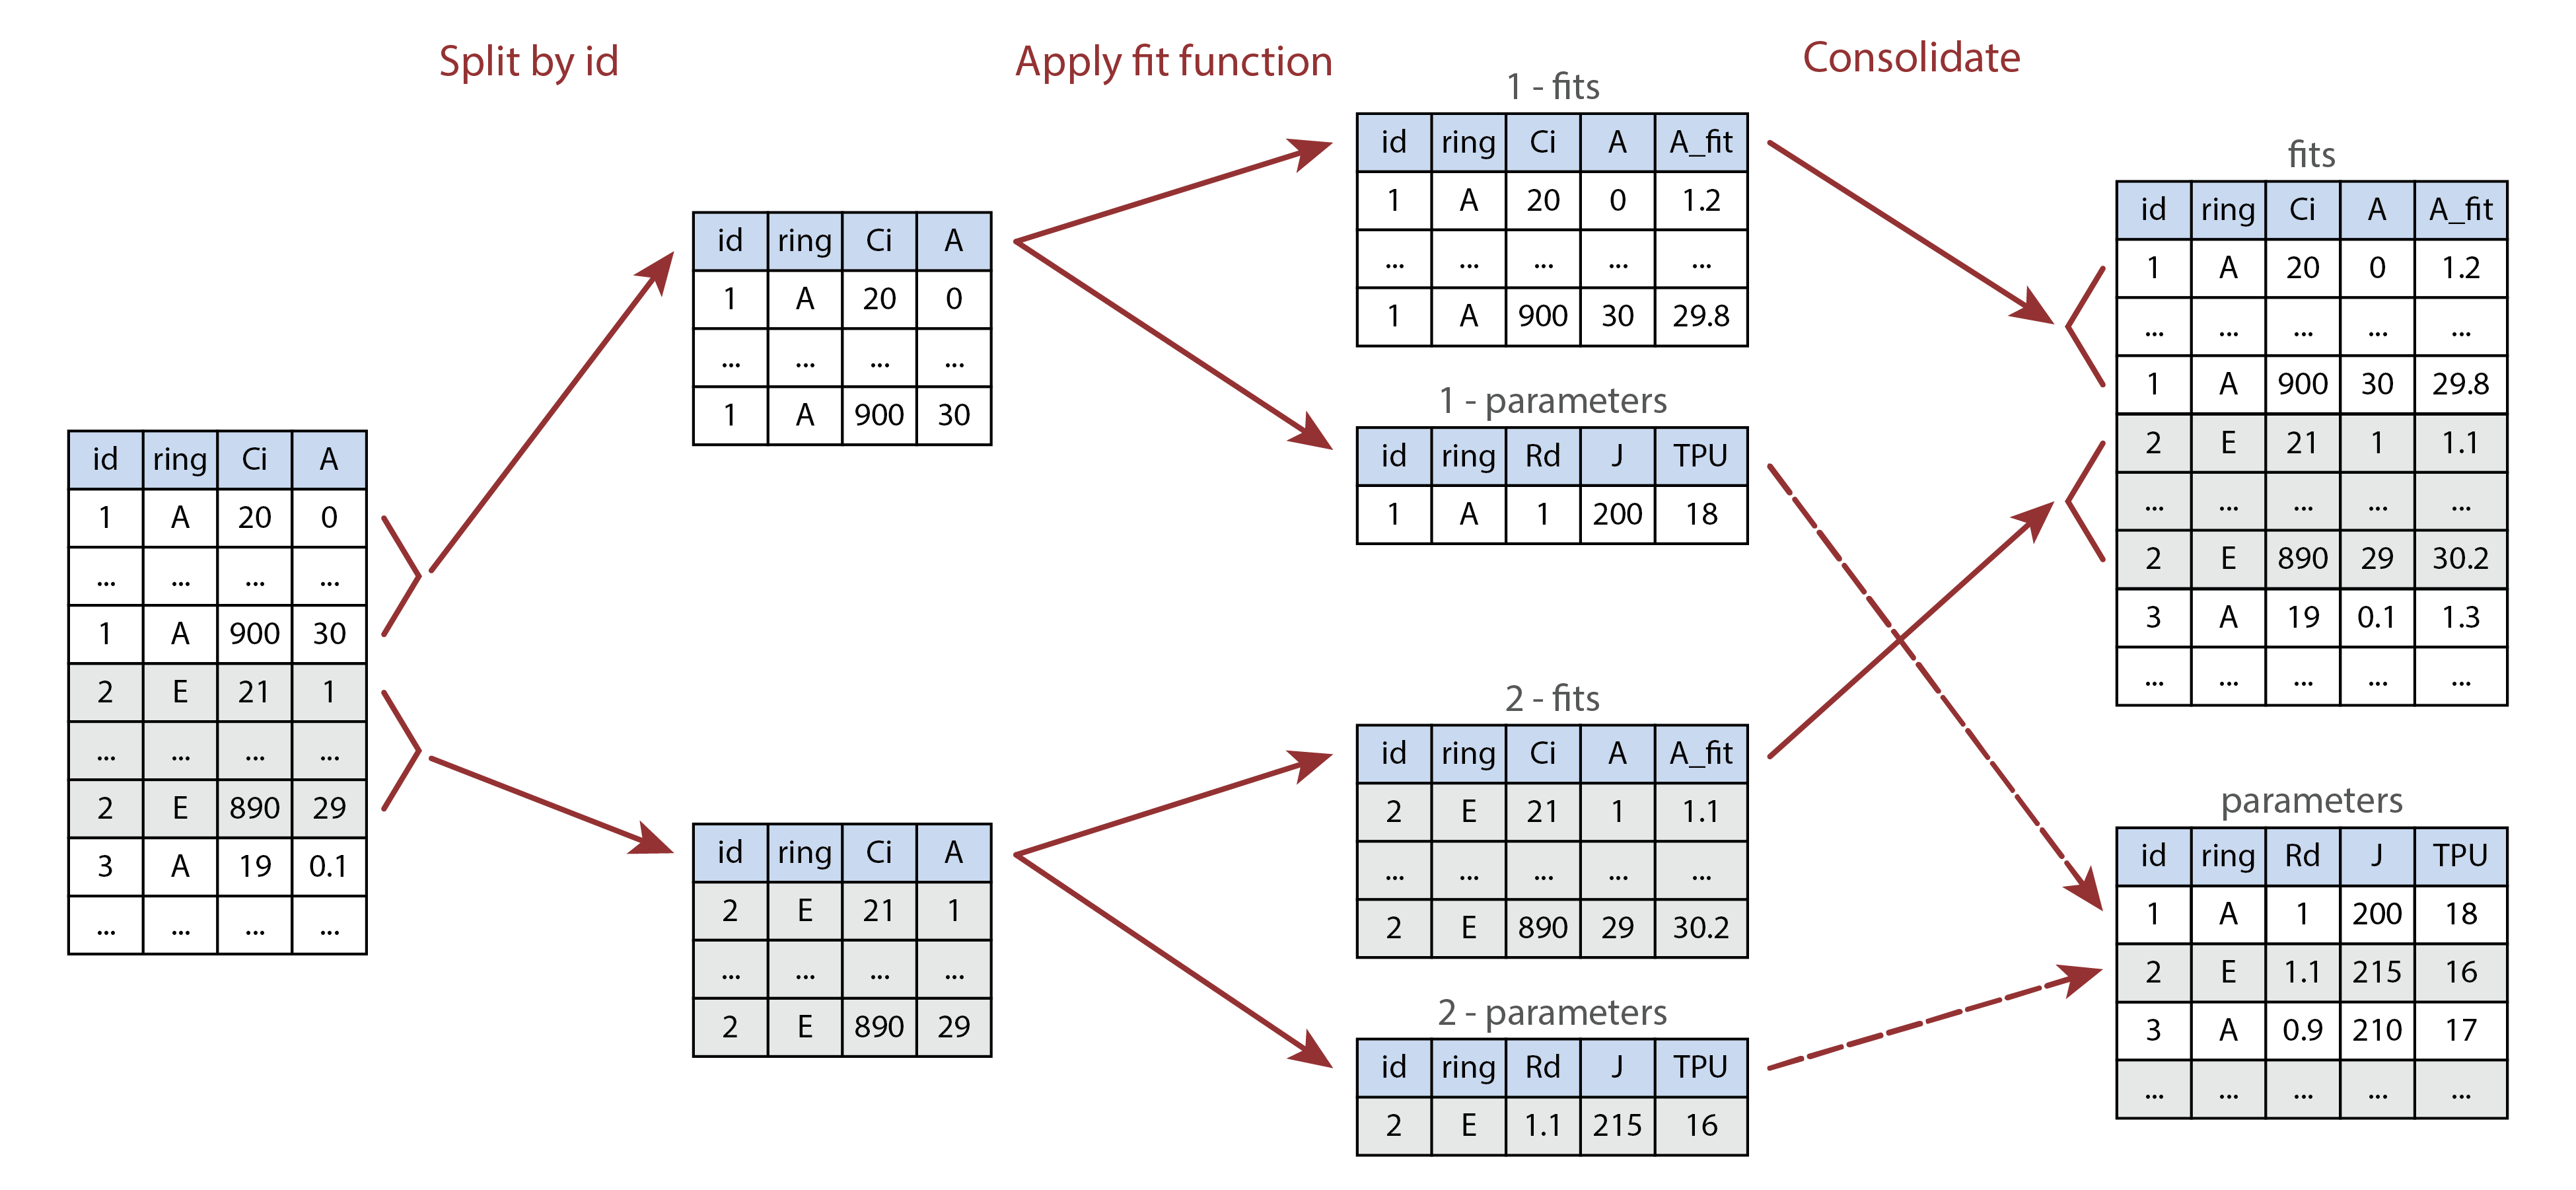 Split by id
Apply fit function
Consolidate
id ring Ci A
1 A 20 0
... ... ... ...
1 A 900 30
2 E 21 1
... ... ... ...
2 E 890 29
3 A 19 0.1
... ... ... ...
id ring Ci A
1 A 20 0
... ... ... ...
1 A 900 30
id ring Ci A
2 E 21 1
... ... ... ...
2 E 890 29
1 - fits
id ring Ci A A_fit
1 A 20 0 1.2
... ... ... ... ...
1 A 900 30 29.8
1 - parameters
id ring Rd J TPU
1 A 1 200 18
2 - fits
id ring Ci A A_fit
2 E 21 1 1.1
... ... ... ... ...
2 E 890 29 30.2
2 - parameters
id ring Rd J TPU
2 E 1.1 215 16
fits
id ring Ci A A_fit
1 A 20 0 1.2
... ... ... ... ...
1 A 900 30 29.8
2 E 21 1 1.1
... ... ... ... ...
2 E 890 29 30.2
3 A 19 0.1 1.3
... ... ... ... ...
parameters
id ring Rd J TPU
1 A 1 200 18
2 E 1.1 215 16
3 A 0.9 210 17
... ... ... ... ...